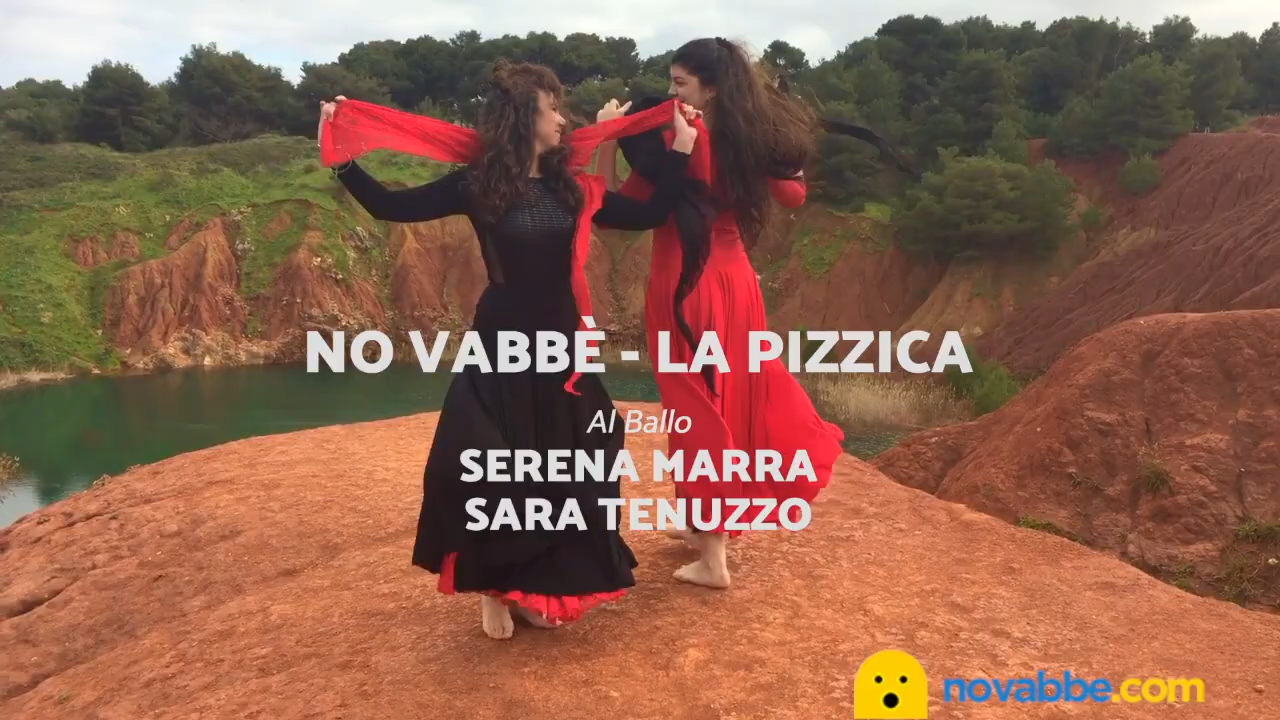 NO VABBÈ - LA PIZZICA
Al Ballo
SERENA MARRA
SARA TENUZZO
novabbe.com